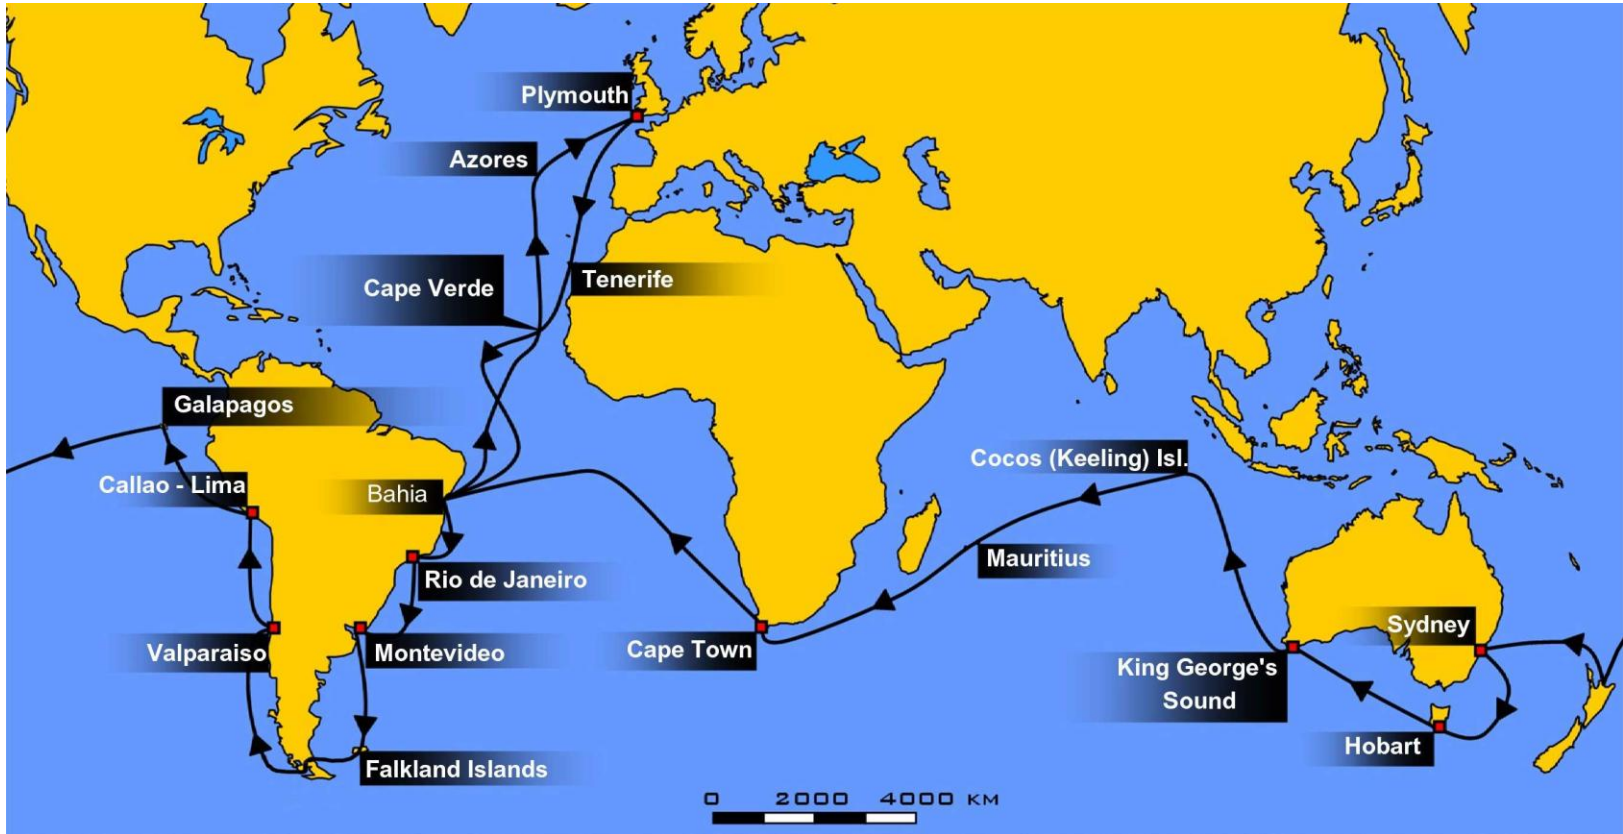 Plymouth
Azores
Cape Verde
Tenerife
Galapagos
Callao - Lima
Bahia
Cocos (Keeling) Isl.
Mauritius
Rio de Janeiro
Valparaiso
Montevideo
Cape Town
Sydney
King George's
Sound
Hobart
Falkland Islands
0 2000 4000 KM